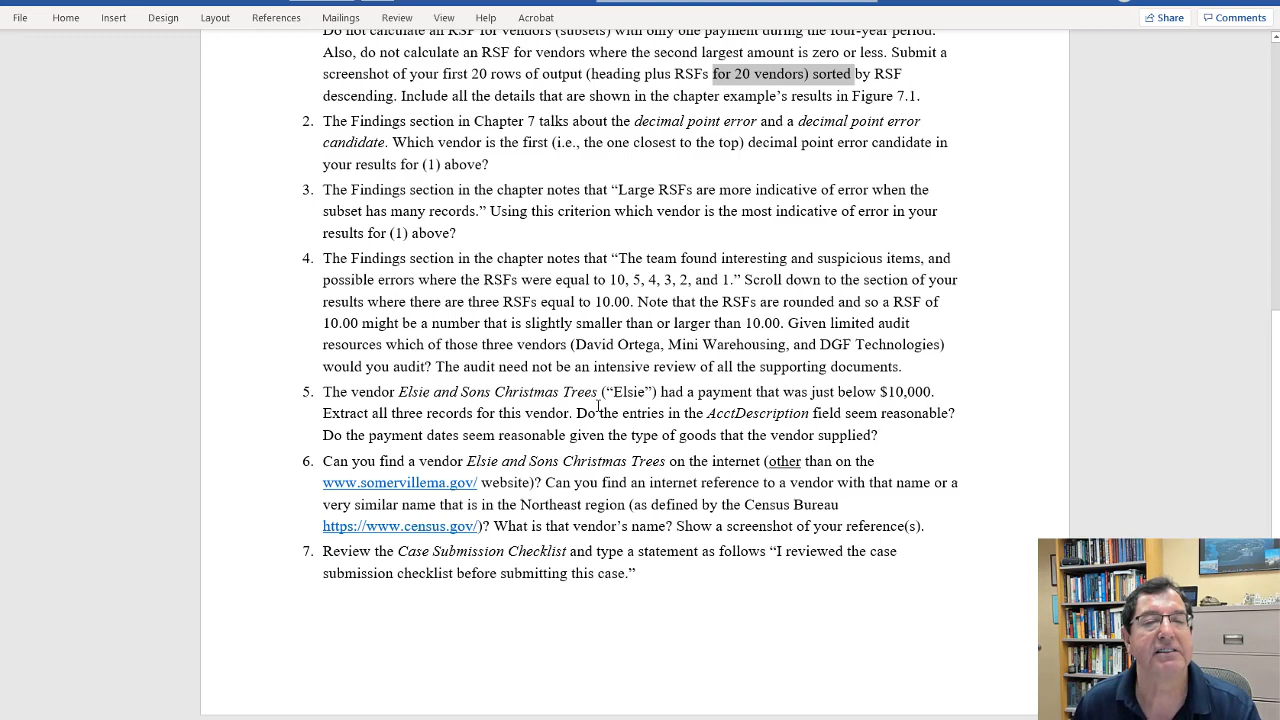 File Home Insert Design Layout References Mailings Review View Help Acrobat Share Comments
Do not calculate an RSF for vendors (subsets) with only one payment during the four-year period.
Also, do not calculate an RSF for vendors where the second largest amount is zero or less. Submit a
screenshot of your first 20 rows of output (heading plus RSFs for 20 vendors) sorted by RSF
descending. Include all the details that are shown in the chapter example’s results in Figure 7.1.
2. The Findings section in Chapter 7 talks about the decimal point error and a decimal point error
candidate. Which vendor is the first (i.e., the one closest to the top) decimal point error candidate in
your results for (1) above?
3. The Findings section in the chapter notes that “Large RSFs are more indicative of error when the
subset has many records.” Using this criterion which vendor is the most indicative of error in your
results for (1) above?
4. The Findings section in the chapter notes that “The team found interesting and suspicious items, and
possible errors where the RSFs were equal to 10, 5, 4, 3, 2, and 1.” Scroll down to the section of your
results where there are three RSFs equal to 10.00. Note that the RSFs are rounded and so a RSF of
10.00 might be a number that is slightly smaller than or larger than 10.00. Given limited audit
resources which of those three vendors (David Ortega, Mini Warehousing, and DGF Technologies)
would you audit? The audit need not be an intensive review of all the supporting documents.
5. The vendor Elsie and Sons Christmas Trees (“Elsie”) had a payment that was just below $10,000.
Extract all three records for this vendor. Do the entries in the AcctDescription field seem reasonable?
Do the payment dates seem reasonable given the type of goods that the vendor supplied?
6. Can you find a vendor Elsie and Sons Christmas Trees on the internet (other than on the
www.somervillema.gov/ website)? Can you find an internet reference to a vendor with that name or a
very similar name that is in the Northeast region (as defined by the Census Bureau
https://www.census.gov/)? What is that vendor’s name? Show a screenshot of your reference(s).
7. Review the Case Submission Checklist and type a statement as follows “I reviewed the case
submission checklist before submitting this case.”